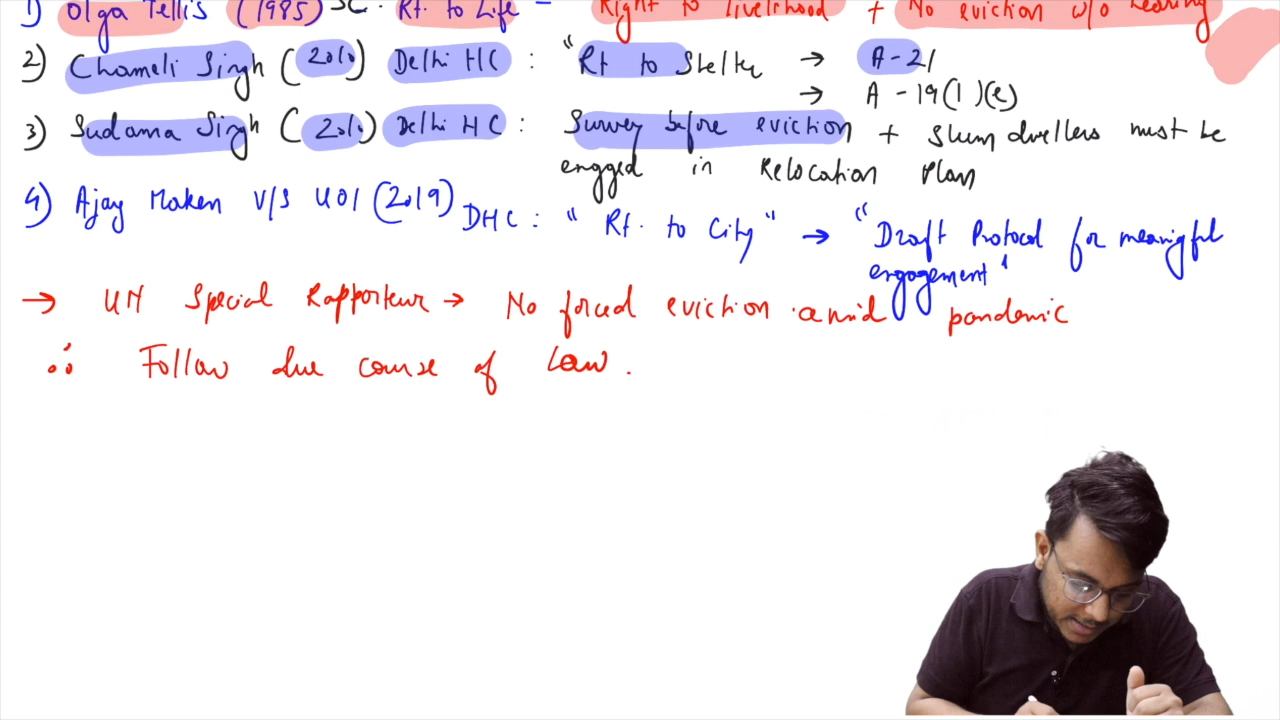 1) Olga Tellis (1985) SC: Rt. to Life - Right to livelihood + No eviction w/o hearing
2) Chameli Singh (2010) Delhi HC : "Rt to Shelter → A-21
→ A-19(1)(e)
3) Sudama Singh (2010) Delhi HC : Survey before eviction + Slum dwellers must be
engged in Relocation Plan
4) Ajay Maken V/S UOI (2019) DHC : "Rt. to City" → "Draft Protocol for meaningful
engagement'
→ UN Special Rapporteur → No forced eviction amid pandemic
∴ Follow due course of law.